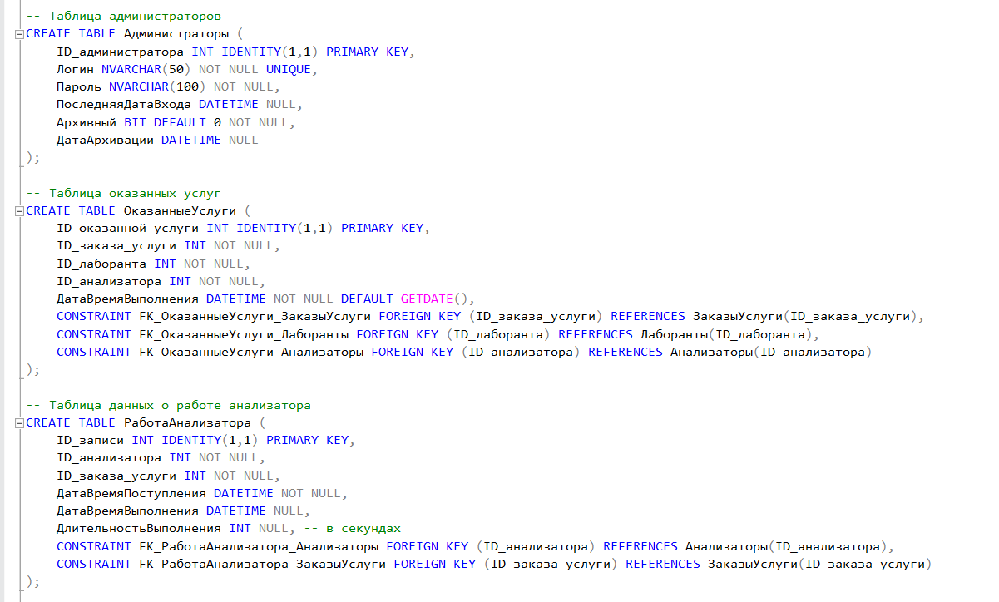 -- Таблица администраторов
CREATE TABLE Администраторы (
ID_администратора INT IDENTITY(1,1) PRIMARY KEY,
Логин NVARCHAR(50) NOT NULL UNIQUE,
Пароль NVARCHAR(100) NOT NULL,
ПоследняяДатаВхода DATETIME NULL,
Архивный BIT DEFAULT 0 NOT NULL,
ДатаАрхивации DATETIME NULL
);
-- Таблица оказанных услуг
CREATE TABLE ОказанныеУслуги (
ID_оказанной_услуги INT IDENTITY(1,1) PRIMARY KEY,
ID_заказа_услуги INT NOT NULL,
ID_лаборанта INT NOT NULL,
ID_анализатора INT NOT NULL,
ДатаВремяВыполнения DATETIME NOT NULL DEFAULT GETDATE(),
CONSTRAINT FK_ОказанныеУслуги_ЗаказыУслуги FOREIGN KEY (ID_заказа_услуги) REFERENCES ЗаказыУслуги(ID_заказа_услуги),
CONSTRAINT FK_ОказанныеУслуги_Лаборанты FOREIGN KEY (ID_лаборанта) REFERENCES Лаборанты(ID_лаборанта),
CONSTRAINT FK_ОказанныеУслуги_Анализаторы FOREIGN KEY (ID_анализатора) REFERENCES Анализаторы(ID_анализатора)
);
-- Таблица данных о работе анализатора
CREATE TABLE РаботаАнализатора (
ID_записи INT IDENTITY(1,1) PRIMARY KEY,
ID_анализатора INT NOT NULL,
ID_заказа_услуги INT NOT NULL,
ДатаВремяПоступления DATETIME NOT NULL,
ДатаВремяВыполнения DATETIME NULL,
ДлительностьВыполнения INT NULL, -- в секундах
CONSTRAINT FK_РаботаАнализатора_Анализаторы FOREIGN KEY (ID_анализатора) REFERENCES Анализаторы(ID_анализатора),
CONSTRAINT FK_РаботаАнализатора_ЗаказыУслуги FOREIGN KEY (ID_заказа_услуги) REFERENCES ЗаказыУслуги(ID_заказа_услуги)
);